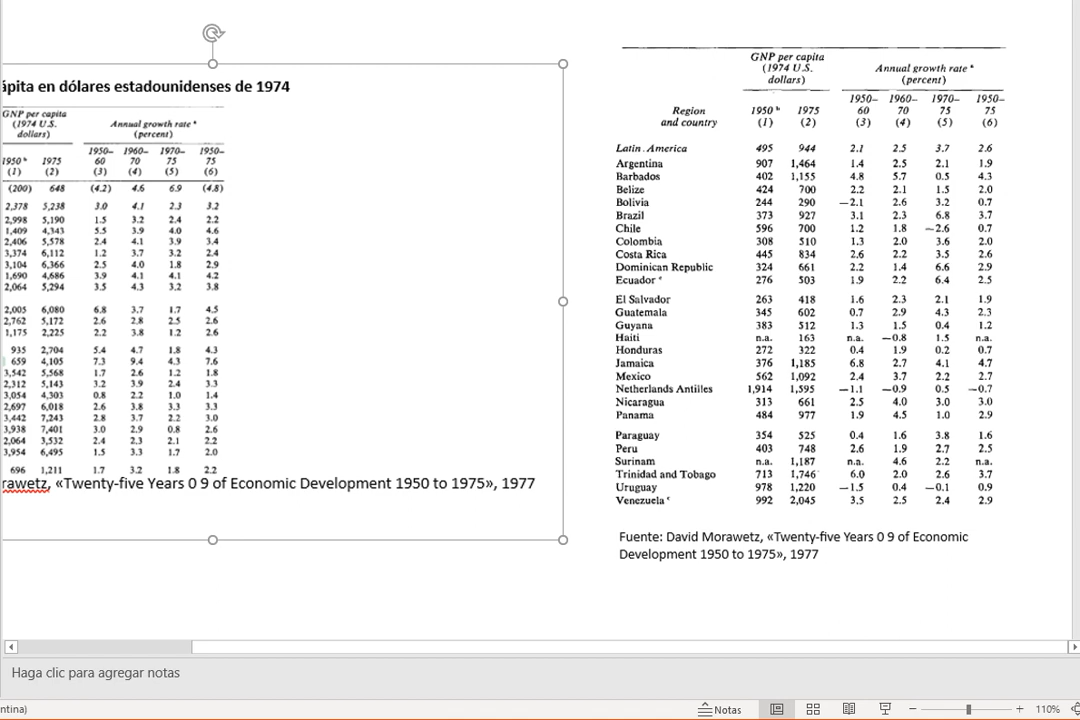 ápita en dólares estadounidenses de 1974
GNP per capita
(1974 U.S.
dollars)
Annual growth rate ᵃ
(percent)
1950ᵇ 1975 1950–60 1960–70 1970–75 1950–75
(1) (2) (3) (4) (5) (6)
(200) 648 (4.2) 4.6 6.9 (4.8)
2,378 5,238 3.0 4.1 2.3 3.2
2,998 5,190 1.5 3.2 2.4 2.2
1,409 4,343 5.5 3.9 4.0 4.6
2,406 5,578 2.4 4.1 3.9 3.4
3,374 6,112 1.2 3.7 3.2 2.4
3,104 6,366 2.5 4.0 1.8 2.9
1,690 4,686 3.9 4.1 4.1 4.2
2,064 5,294 3.5 4.3 3.2 3.8
2,005 6,080 6.8 3.7 1.7 4.5
2,762 5,172 2.6 2.8 2.5 2.6
1,175 2,225 2.2 3.8 1.2 2.6
935 2,704 5.4 4.7 1.8 4.3
659 4,105 7.3 9.4 4.3 7.6
3,542 5,568 1.7 2.6 1.2 1.8
2,312 5,143 3.2 3.9 2.4 3.3
3,054 4,303 0.8 2.2 1.0 1.4
2,697 6,018 2.6 3.8 3.3 3.3
3,442 7,243 2.8 3.7 2.2 3.0
3,938 7,401 3.0 2.9 0.8 2.6
2,064 3,532 2.4 2.3 2.1 2.2
3,954 6,495 1.5 3.3 1.7 2.0
696 1,211 1.7 3.2 1.8 2.2
rawetz, «Twenty-five Years 0 9 of Economic Development 1950 to 1975», 1977
GNP per capita
(1974 U.S.
dollars)
Annual growth rate ᵃ
(percent)
Region
and country
1950 ᵇ 1975 1950–60 1960–70 1970–75 1950–75
(1) (2) (3) (4) (5) (6)
Latin America 495 944 2.1 2.5 3.7 2.6
Argentina 907 1,464 1.4 2.5 2.1 1.9
Barbados 402 1,155 4.8 5.7 0.5 4.3
Belize 424 700 2.2 2.1 1.5 2.0
Bolivia 244 290 −2.1 2.6 3.2 0.7
Brazil 373 927 3.1 2.3 6.8 3.7
Chile 596 700 1.2 1.8 −2.6 0.7
Colombia 308 510 1.3 2.0 3.6 2.0
Costa Rica 445 834 2.6 2.2 3.5 2.6
Dominican Republic 324 661 2.2 1.4 6.6 2.9
Ecuador ᶜ 276 503 1.9 2.2 6.4 2.5
El Salvador 263 418 1.6 2.3 2.1 1.9
Guatemala 345 602 0.7 2.9 4.3 2.3
Guyana 383 512 1.3 1.5 0.4 1.2
Haiti n.a. 163 n.a. −0.8 1.5 n.a.
Honduras 272 322 0.4 1.9 0.2 0.7
Jamaica 376 1,185 6.8 2.7 4.1 4.7
Mexico 562 1,092 2.4 3.7 2.2 2.7
Netherlands Antilles 1,914 1,595 −1.1 −0.9 0.5 −0.7
Nicaragua 313 661 2.5 4.0 3.0 3.0
Panama 484 977 1.9 4.5 1.0 2.9
Paraguay 354 525 0.4 1.6 3.8 1.6
Peru 403 748 2.6 1.9 2.7 2.5
Surinam n.a. 1,187 n.a. 4.6 2.2 n.a.
Trinidad and Tobago 713 1,746 6.0 2.0 2.6 3.7
Uruguay 978 1,220 −1.5 0.4 −0.1 0.9
Venezuela ᶜ 992 2,045 3.5 2.5 2.4 2.9
Fuente: David Morawetz, «Twenty-five Years 0 9 of Economic
Development 1950 to 1975», 1977
Haga clic para agregar notas
ntina)
Notas
110%